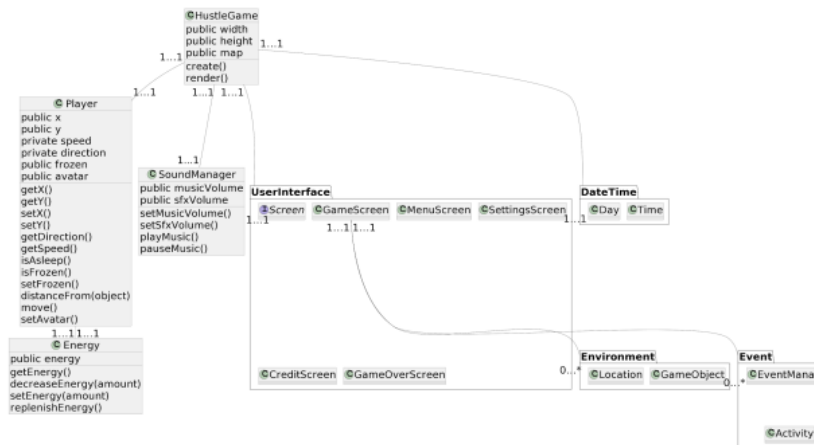 HustleGame
public width
public height
public map
create()
render()
1...1
1...1
1...1
1...1
1...1
Player
public x
public y
private speed
private direction
public frozen
public avatar
getX()
getY()
setX()
setY()
getDirection()
getSpeed()
isAsleep()
isFrozen()
setFrozen()
distanceFrom(object)
move()
setAvatar()
1...1
SoundManager
public musicVolume
public sfxVolume
setMusicVolume()
setSfxVolume()
playMusic()
pauseMusic()
UserInterface
Screen
GameScreen
MenuScreen
SettingsScreen
1...1
1...1
1...1
DateTime
Day
Time
1...1
CreditScreen
GameOverScreen
1...1
1...1
Energy
public energy
getEnergy()
decreaseEnergy(amount)
setEnergy(amount)
replenishEnergy()
Environment
Location
GameObject
0...*
Event
EventMana
0...*
Activity